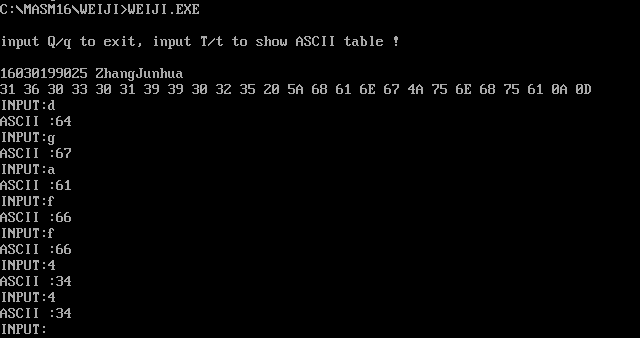 C:\MASM16\WEIJI>WEIJI.EXE
input Q/q to exit, input T/t to show ASCII table !
16030199025 ZhangJunhua
31 36 30 33 30 31 39 39 30 32 35 20 5A 68 61 6E 67 4A 75 6E 68 75 61 0A 0D
INPUT:d
ASCII :64
INPUT:g
ASCII :67
INPUT:a
ASCII :61
INPUT:f
ASCII :66
INPUT:f
ASCII :66
INPUT:4
ASCII :34
INPUT:4
ASCII :34
INPUT: